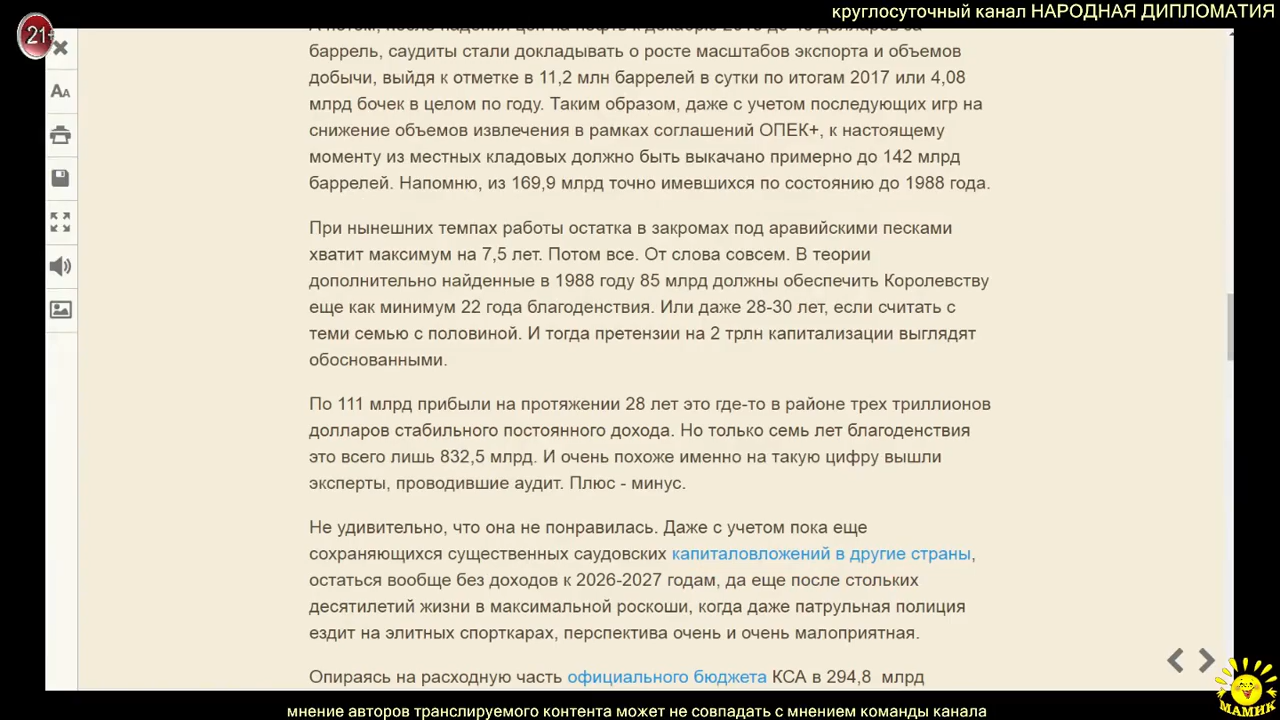 круглосуточный канал НАРОДНАЯ ДИПЛОМАТИЯ
21+
баррель, саудиты стали докладывать о росте масштабов экспорта и объемов
добычи, выйдя к отметке в 11,2 млн баррелей в сутки по итогам 2017 или 4,08
млрд бочек в целом по году. Таким образом, даже с учетом последующих игр на
снижение объемов извлечения в рамках соглашений ОПЕК+, к настоящему
моменту из местных кладовых должно быть выкачано примерно до 142 млрд
баррелей. Напомню, из 169,9 млрд точно имевшихся по состоянию до 1988 года.
При нынешних темпах работы остатка в закромах под аравийскими песками
хватит максимум на 7,5 лет. Потом все. От слова совсем. В теории
дополнительно найденные в 1988 году 85 млрд должны обеспечить Королевству
еще как минимум 22 года благоденствия. Или даже 28-30 лет, если считать с
теми семью с половиной. И тогда претензии на 2 трлн капитализации выглядят
обоснованными.
По 111 млрд прибыли на протяжении 28 лет это где-то в районе трех триллионов
долларов стабильного постоянного дохода. Но только семь лет благоденствия
это всего лишь 832,5 млрд. И очень похоже именно на такую цифру вышли
эксперты, проводившие аудит. Плюс - минус.
Не удивительно, что она не понравилась. Даже с учетом пока еще
сохраняющихся существенных саудовских капиталовложений в другие страны,
остаться вообще без доходов к 2026-2027 годам, да еще после стольких
десятилетий жизни в максимальной роскоши, когда даже патрульная полиция
ездит на элитных спорткарах, перспектива очень и очень малоприятная.
Опираясь на расходную часть официального бюджета КСА в 294,8 млрд
МАМИК
мнение авторов транслируемого контента может не совпадать с мнением команды канала